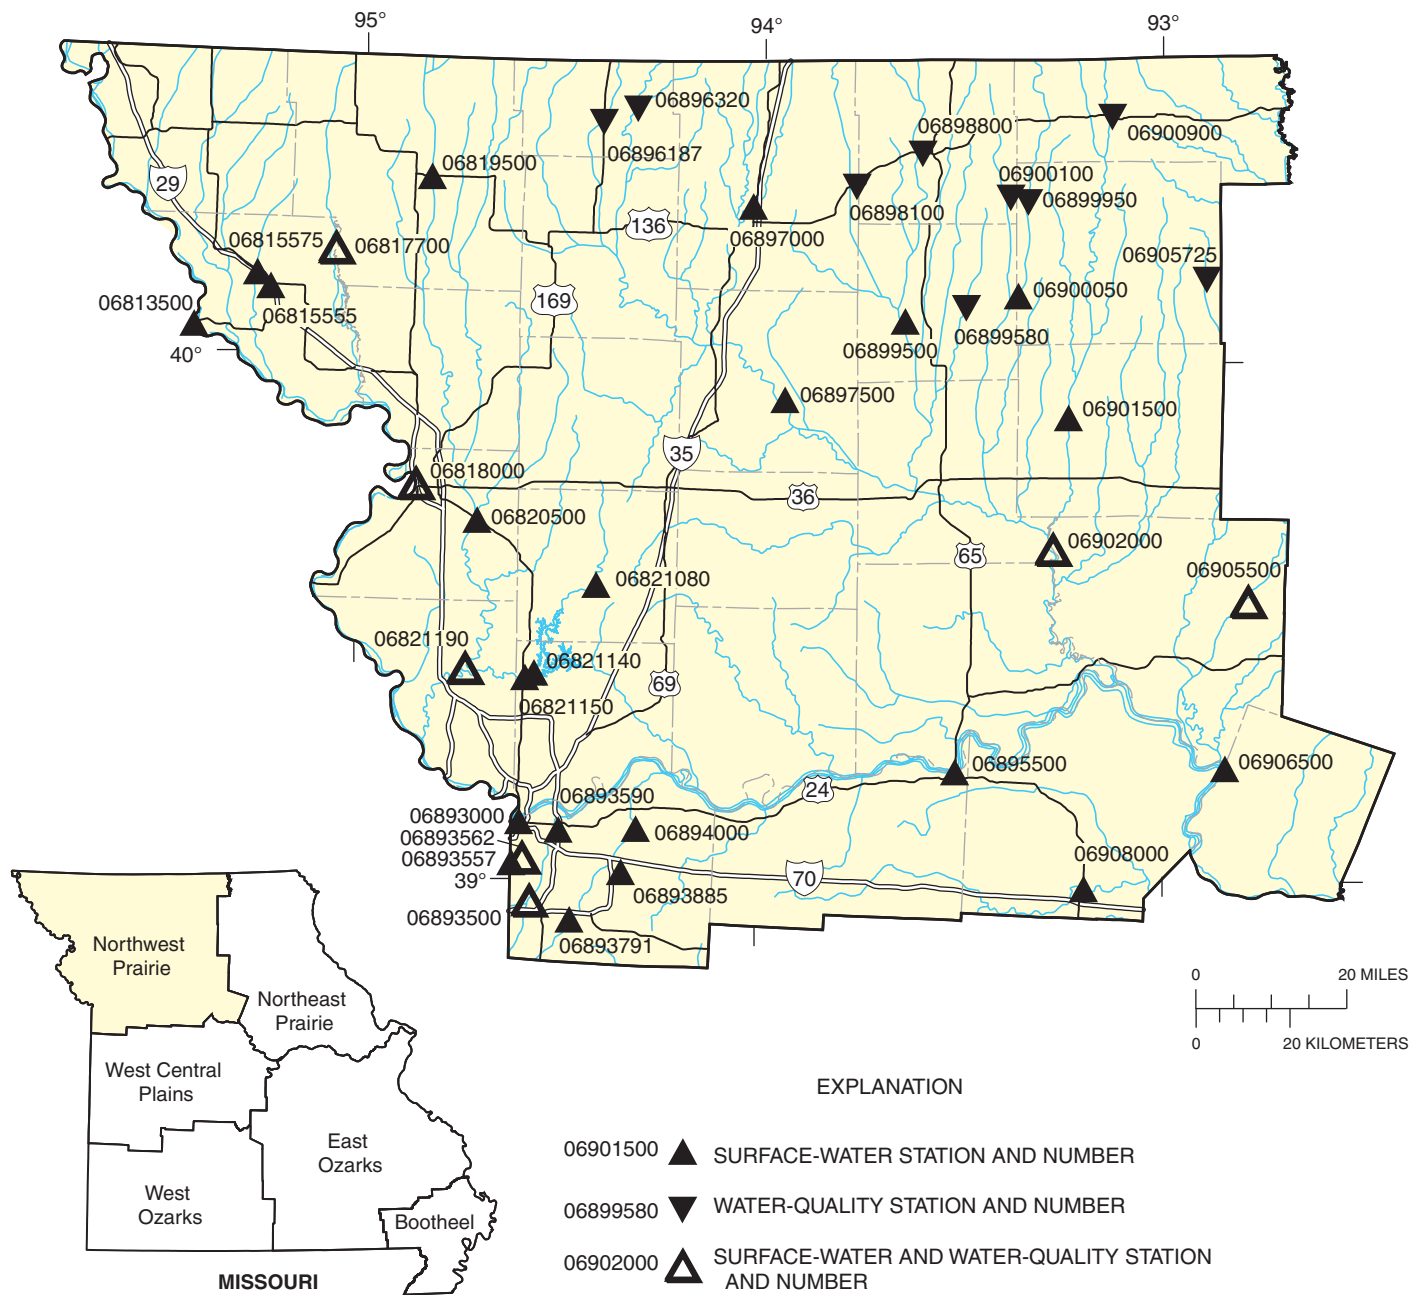 95°
94°
93°
06896320
06896187
06898800
06900900
06819500
29
06900100
06899950
06898100
136
06897000
06815575
06817700
06905725
06813500
06815555
169
06900050
06899580
06899500
40°
06897500
06901500
35
06818000
36
06820500
06902000
65
06905500
06821080
06821190
06821140
69
06821150
06895500
06906500
24
06893590
06893000
06893562
06894000
06893557
39°
06908000
70
06893885
06893500
06893791
Northwest
Prairie
Northeast
Prairie
West Central
Plains
East
Ozarks
West
Ozarks
Bootheel
MISSOURI
0 20 MILES
0 20 KILOMETERS
EXPLANATION
06901500 SURFACE-WATER STATION AND NUMBER
06899580 WATER-QUALITY STATION AND NUMBER
06902000 SURFACE-WATER AND WATER-QUALITY STATION
AND NUMBER